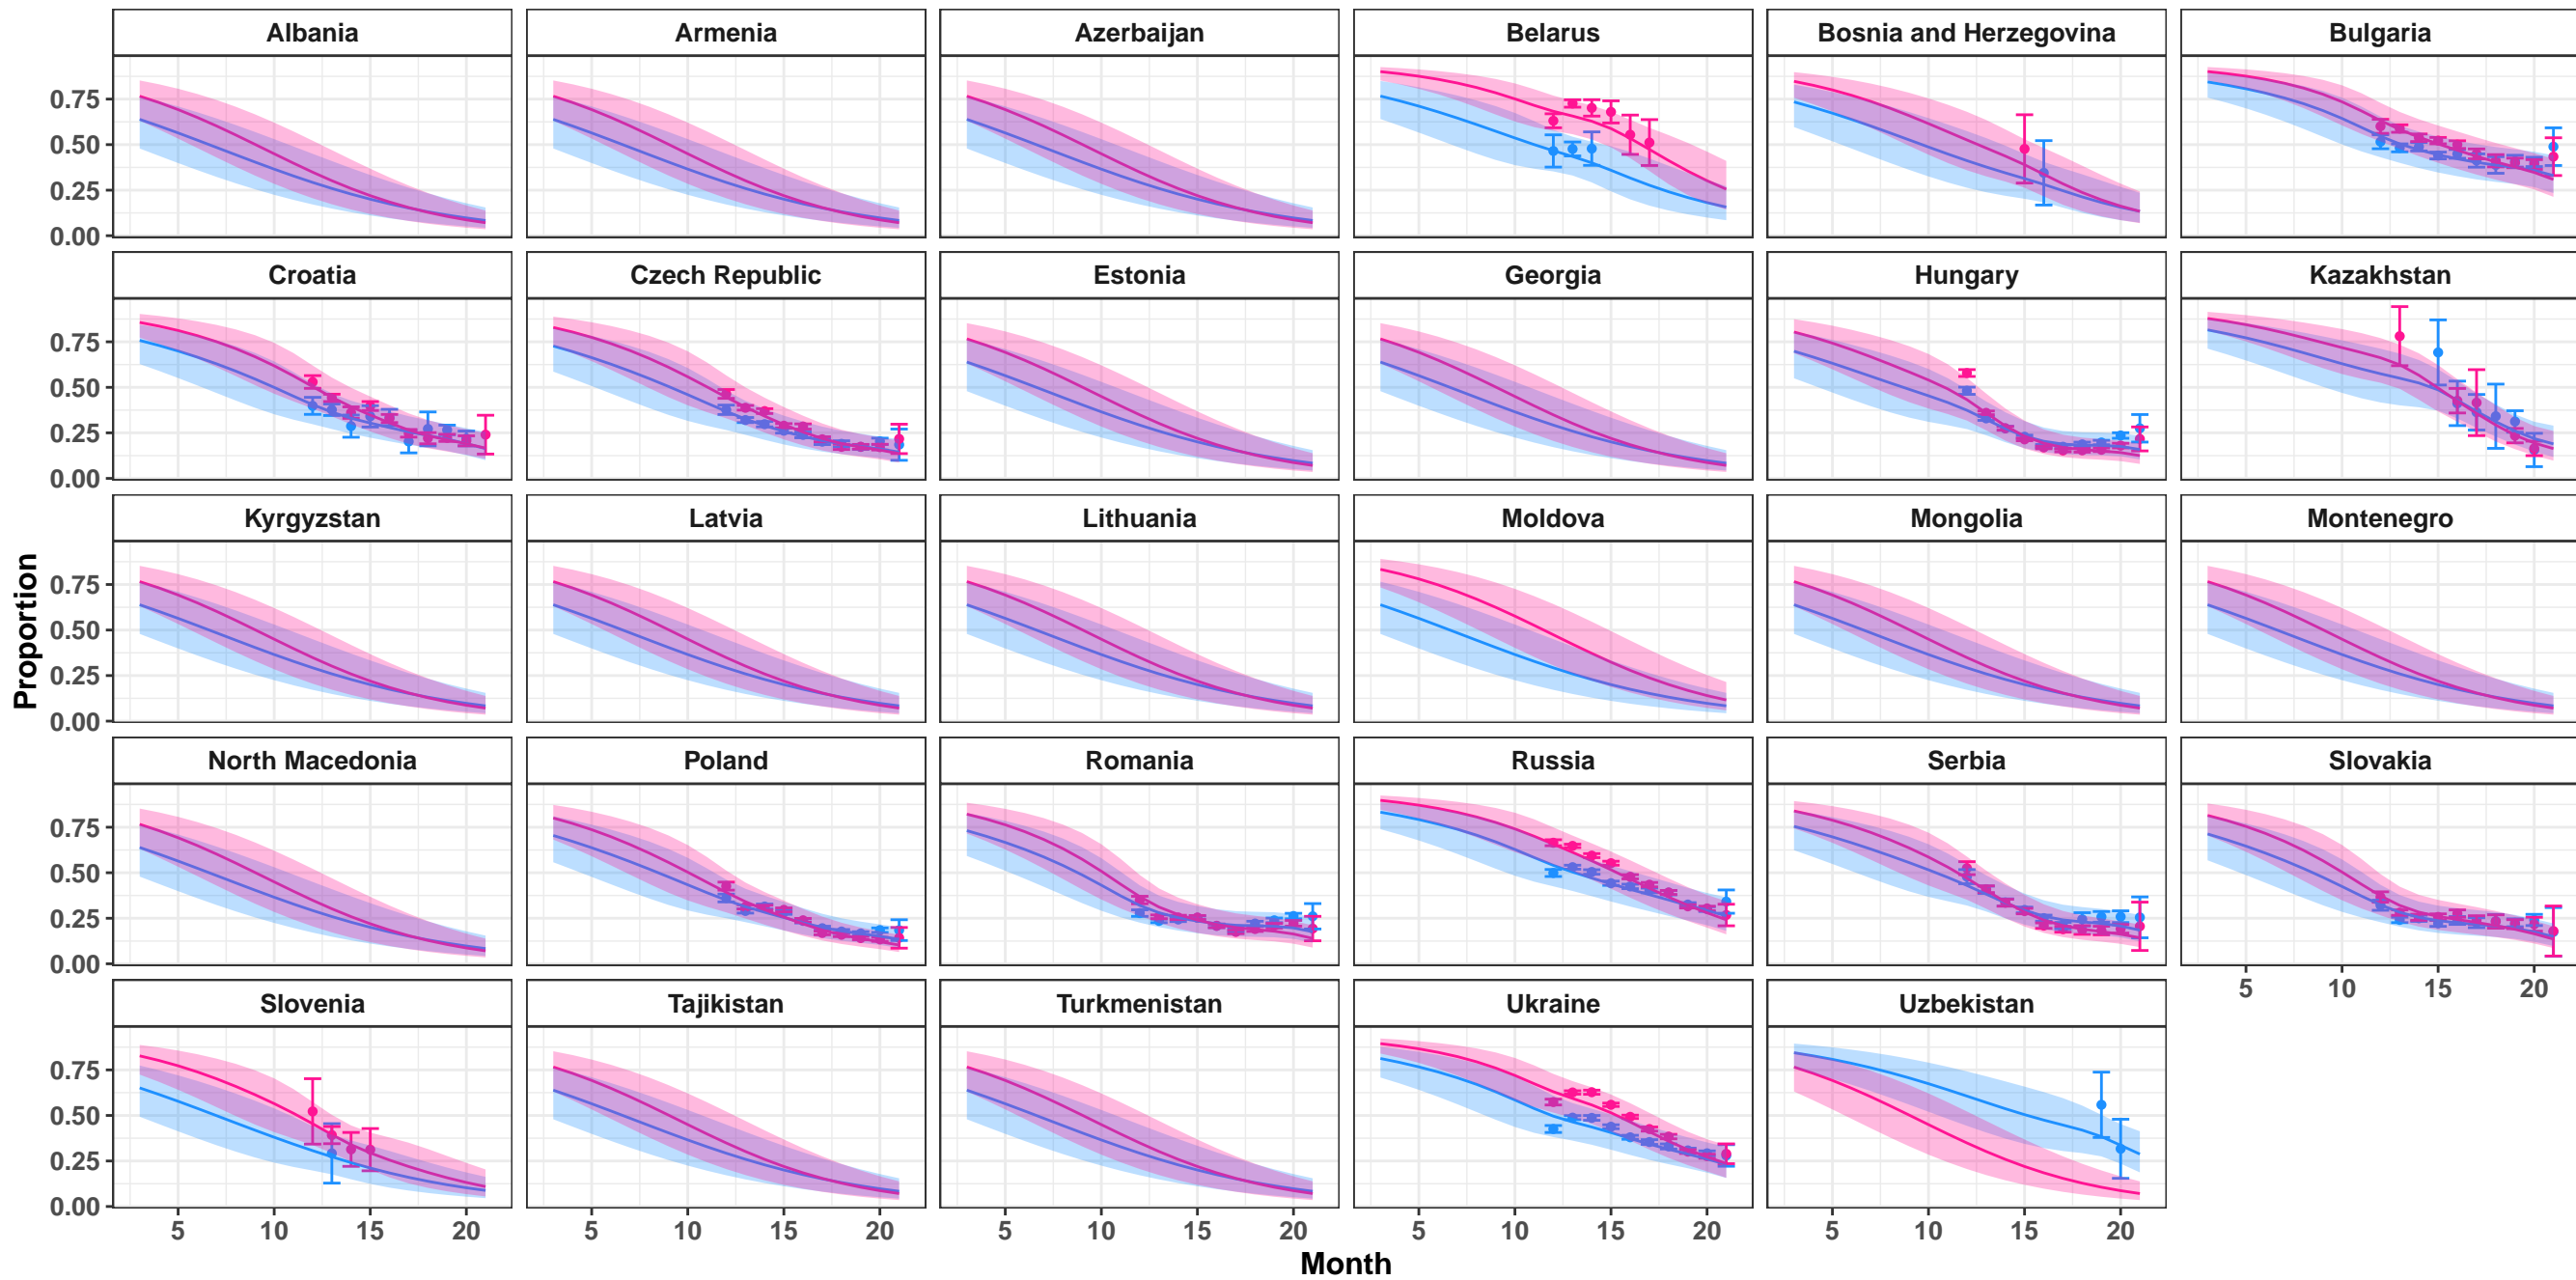 Albania Armenia Azerbaijan Belarus Bosnia and Herzegovina Bulgaria
0.75
0.50
0.25
0.00
Croatia Czech Republic Estonia Georgia Hungary Kazakhstan
0.75
0.50
0.25
0.00
Kyrgyzstan Latvia Lithuania Moldova Mongolia Montenegro
0.75
0.50
0.25
0.00
Proportion
North Macedonia Poland Romania Russia Serbia Slovakia
0.75
0.50
0.25
0.00
5 10 15 20
Slovenia Tajikistan Turkmenistan Ukraine Uzbekistan
0.75
0.50
0.25
0.00
5 10 15 20 5 10 15 20 5 10 15 20 5 10 15 20 5 10 15 20
Month